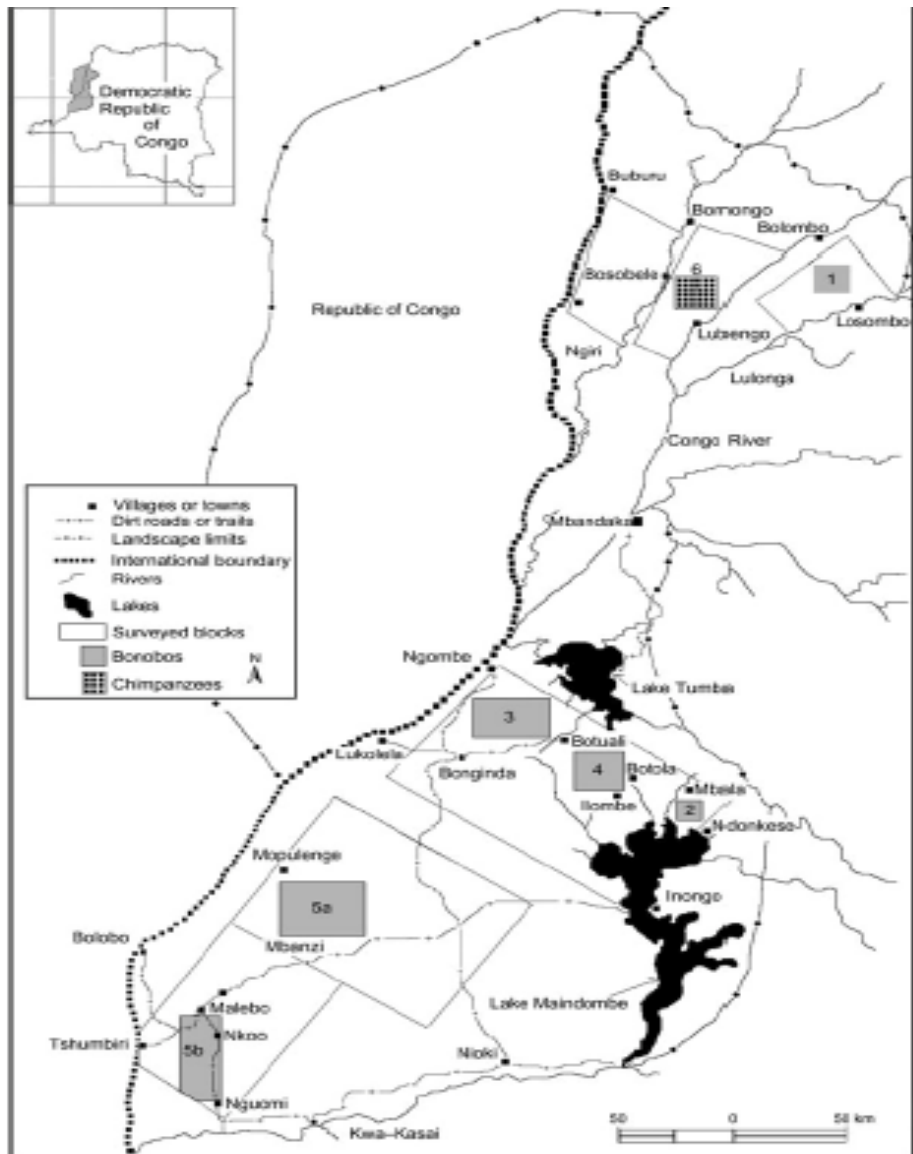 Democratic
Republic
of
Congo
Buburu
Bomongo
Bolombo
Bosobele
6
1
Republic of Congo
Losombo
Lubengo
Ngiri
Lulonga
Congo River
Villages or towns
Dirt roads or trails
Landscape limits
International boundary
Rivers
Lakes
Surveyed blocks
Bonobos
N
Chimpanzees
Mbandaka
Ngombe
Lake Tumba
3
Lukolela
Botuali
Bonginda
4
Botola
Mbala
Ilombe
2
Ndonkese
Mopulenge
5a
Inongo
Bolobo
Mbanzi
Malebo
Lake Maindombe
Tshumbiri
Nkoo
5b
Nioki
Nguomi
Kwa-Kasai
50 0 50 km